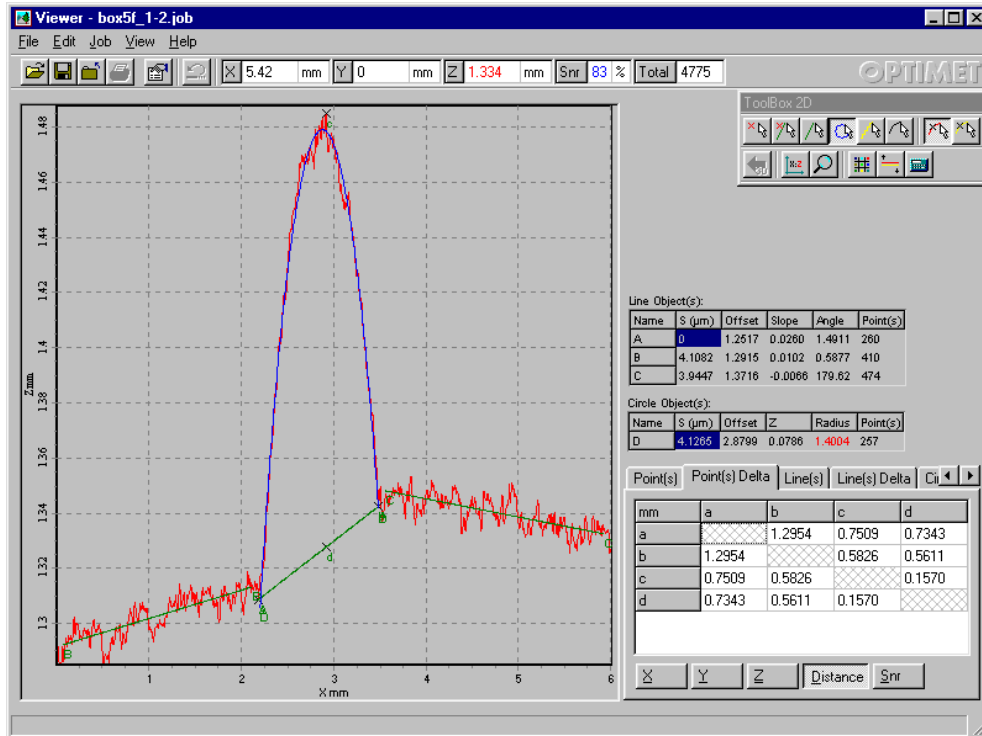 Viewer - box5f_1-2.job
File Edit Job View Help
X 5.42 mm Y 0 mm Z 1.334 mm Snr 83 % Total 4775
OPTIMET
ToolBox 2D
X:Z
Line Object(s):
Name S (µm) Offset Slope Angle Point(s)
A 0 1.2517 0.0260 1.4911 260
B 4.1082 1.2915 0.0102 0.5877 410
C 3.9447 1.3716 -0.0066 179.62 474
Circle Object(s):
Name S (µm) Offset Z Radius Point(s)
D 4.1265 2.8799 0.0786 1.4004 257
Point(s) Point(s) Delta Line(s) Line(s) Delta
mm a b c d
a 1.2954 0.7509 0.7343
b 1.2954 0.5826 0.5611
c 0.7509 0.5826 0.1570
d 0.7343 0.5611 0.1570
X Y Z Distance Snr
1.48
1.46
1.44
1.42
1.4
1.38
1.36
1.34
1.32
1.3
Z mm
1 2 3 4 5 6
X mm
c
d
B
D
C